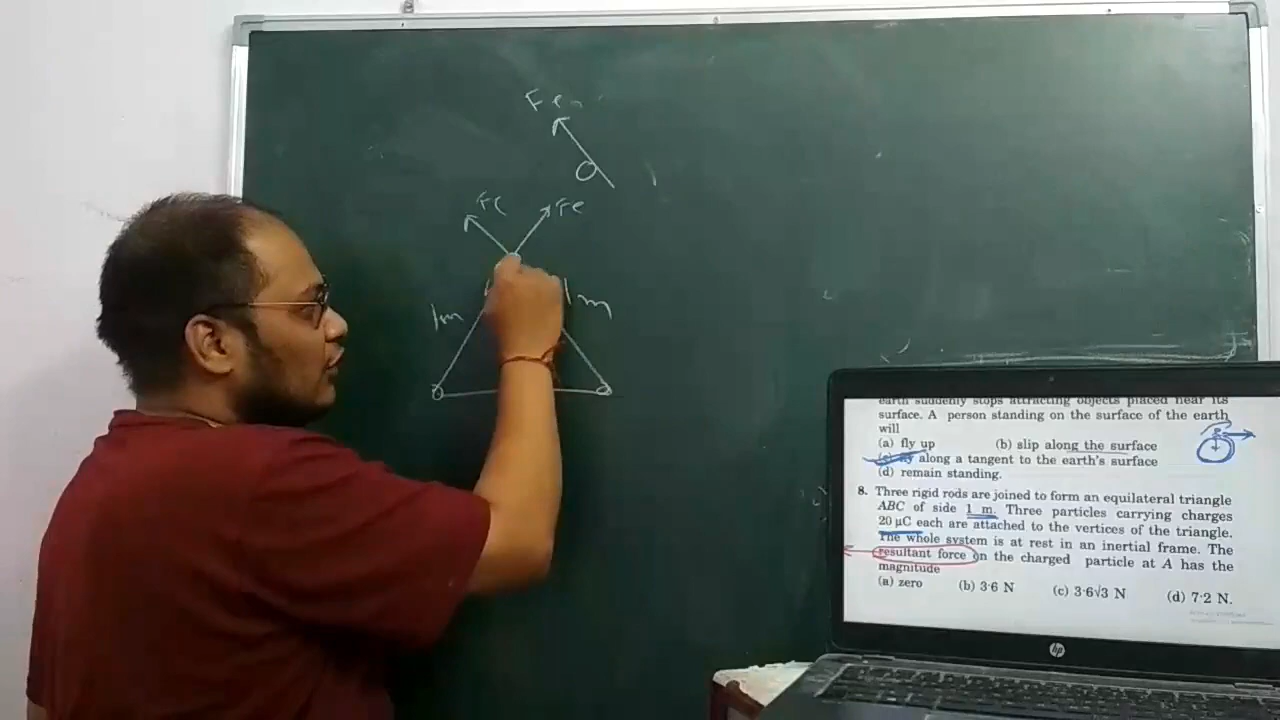 Fe
Fe
1m
1m
earth suddenly stops attracting objects placed near its
surface. A person standing on the surface of the earth
will
(a) fly up (b) slip along the surface
(c) fly along a tangent to the earth's surface
(d) remain standing.
8. Three rigid rods are joined to form an equilateral triangle
ABC of side 1 m. Three particles carrying charges
20 μC each are attached to the vertices of the triangle.
The whole system is at rest in an inertial frame. The
resultant force on the charged particle at A has the
magnitude
(a) zero (b) 3·6 N (c) 3·6√3 N (d) 7·2 N.
hp